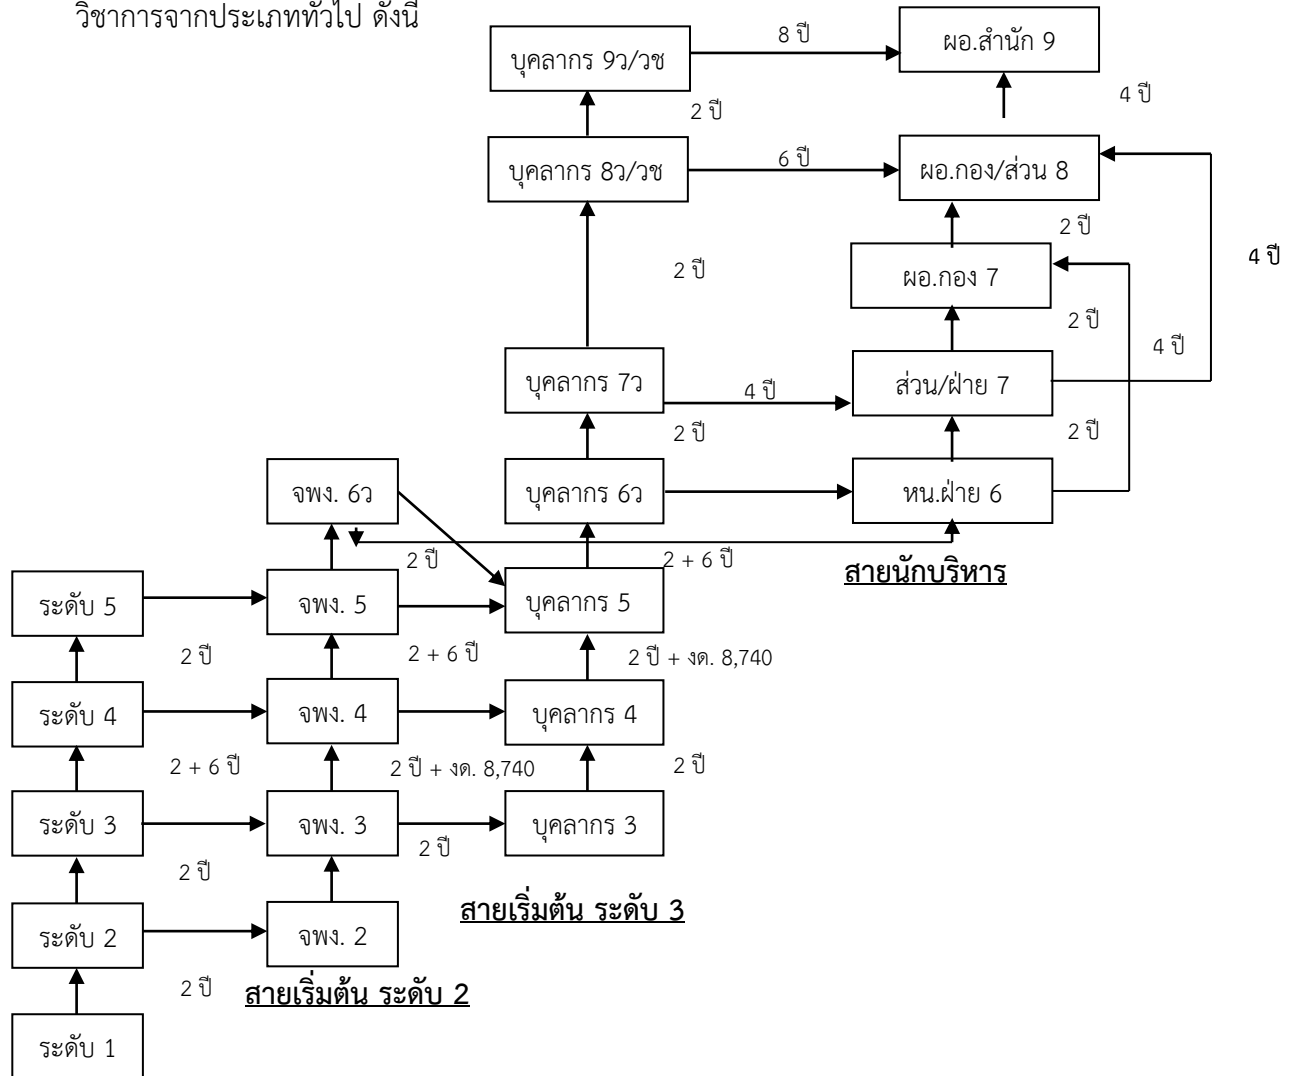 วิชาการจากประเภททั่วไป ดังนี้
8 ปี
ผอ.สำนัก 9
บุคลากร 9ว/วช
4 ปี
2 ปี
บุคลากร 8ว/วช
6 ปี
ผอ.กอง/ส่วน 8
2 ปี
4 ปี
2 ปี
ผอ.กอง 7
2 ปี
4 ปี
บุคลากร 7ว
4 ปี
ส่วน/ฝ่าย 7
2 ปี
2 ปี
จพง. 6ว
บุคลากร 6ว
หน.ฝ่าย 6
2 ปี
2 + 6 ปี
สายนักบริหาร
ระดับ 5
จพง. 5
บุคลากร 5
2 ปี
2 + 6 ปี
2 ปี + งด. 8,740
ระดับ 4
จพง. 4
บุคลากร 4
2 + 6 ปี
2 ปี + งด. 8,740
2 ปี
ระดับ 3
จพง. 3
บุคลากร 3
2 ปี
2 ปี
สายเริ่มต้น ระดับ 3
ระดับ 2
จพง. 2
2 ปี
สายเริ่มต้น ระดับ 2
ระดับ 1